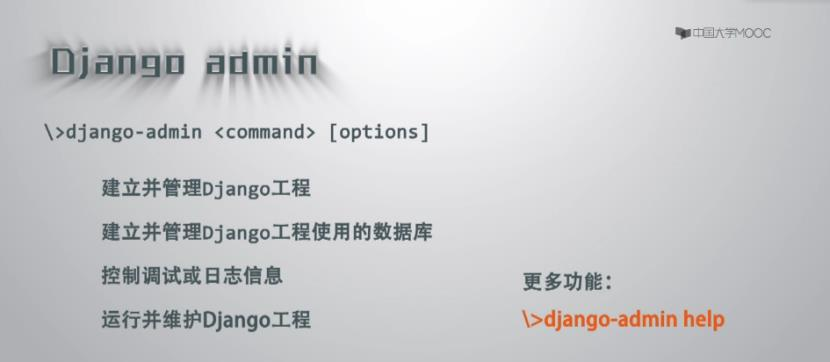 中国大学MOOC
Django admin
\>django-admin <command> [options]
建立并管理Django工程
建立并管理Django工程使用的数据库
控制调试或日志信息
运行并维护Django工程
更多功能：
\>django-admin help